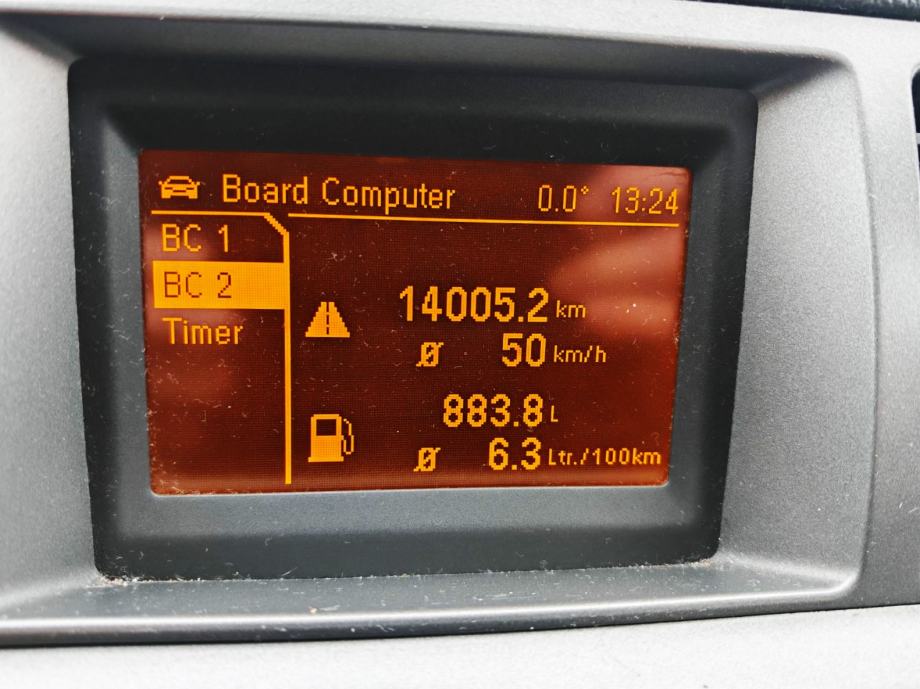 Board Computer 0.0° 13:24
BC 1
BC 2
Timer
14005.2 km
Ø 50 km/h
883.8 L
Ø 6.3 Ltr./100km